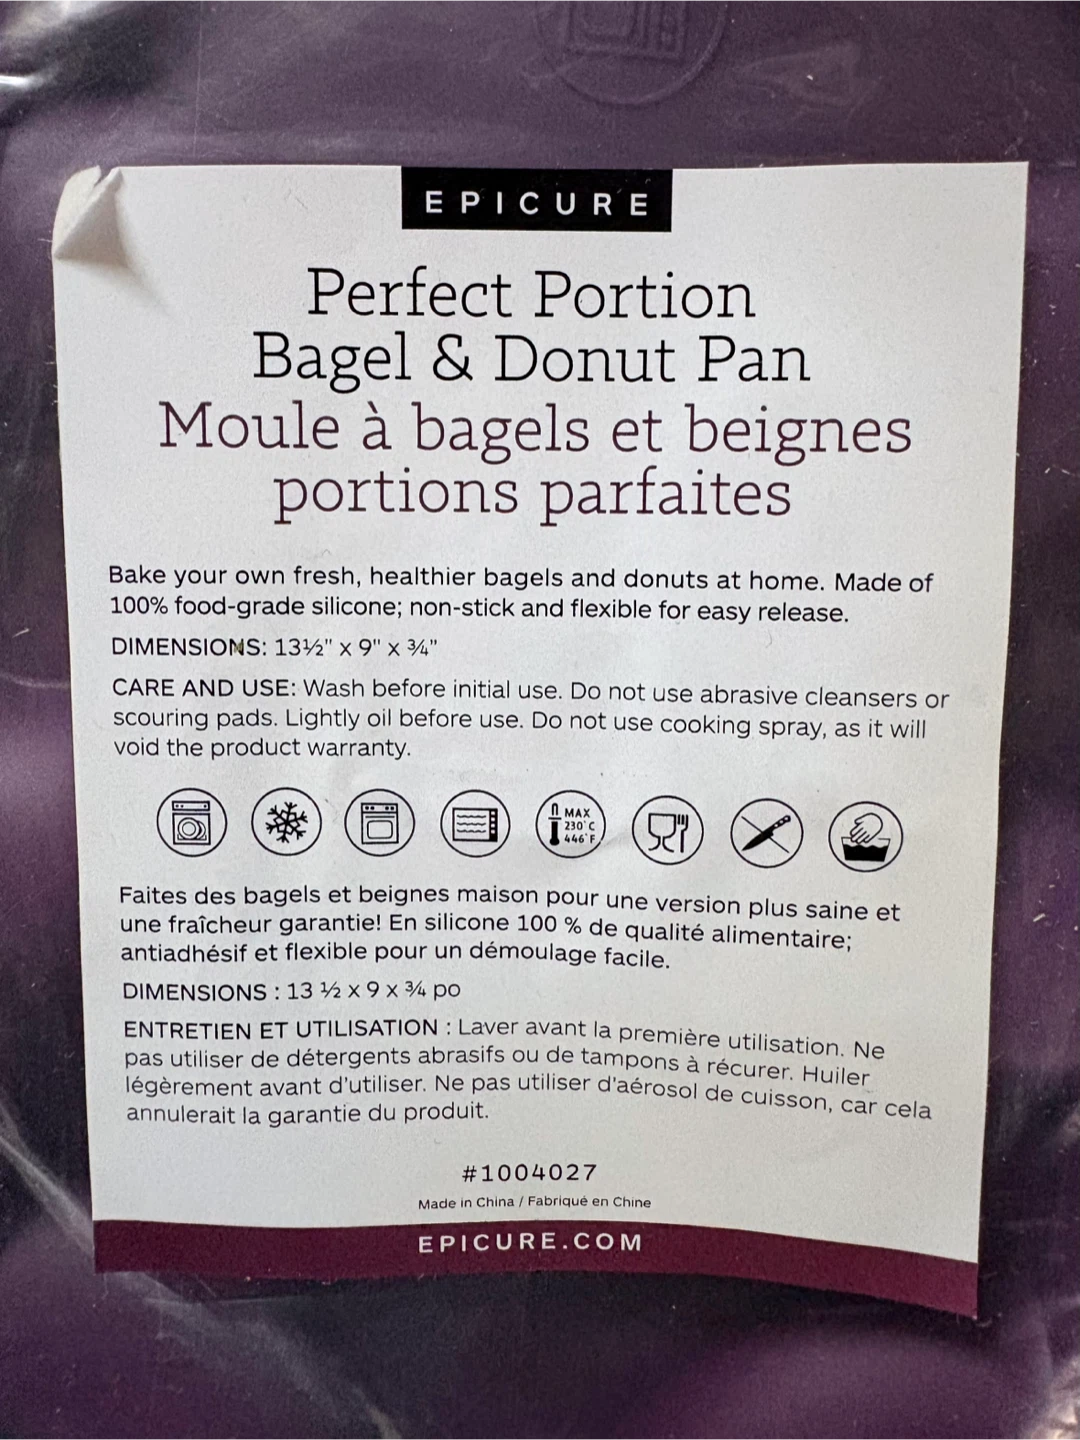 EPICURE
Perfect Portion
Bagel & Donut Pan
Moule à bagels et beignes
portions parfaites
Bake your own fresh, healthier bagels and donuts at home. Made of
100% food-grade silicone; non-stick and flexible for easy release.
DIMENSIONS: 13½" x 9" x ¾"
CARE AND USE: Wash before initial use. Do not use abrasive cleansers or
scouring pads. Lightly oil before use. Do not use cooking spray, as it will
void the product warranty.
MAX
230°C
446°F
Faites des bagels et beignes maison pour une version plus saine et
une fraîcheur garantie! En silicone 100 % de qualité alimentaire;
antiadhésif et flexible pour un démoulage facile.
DIMENSIONS : 13 ½ x 9 x ¾ po
ENTRETIEN ET UTILISATION : Laver avant la première utilisation. Ne
pas utiliser de détergents abrasifs ou de tampons à récurer. Huiler
légèrement avant d'utiliser. Ne pas utiliser d'aérosol de cuisson, car cela
annulerait la garantie du produit.
#1004027
Made in China / Fabriqué en Chine
EPICURE.COM